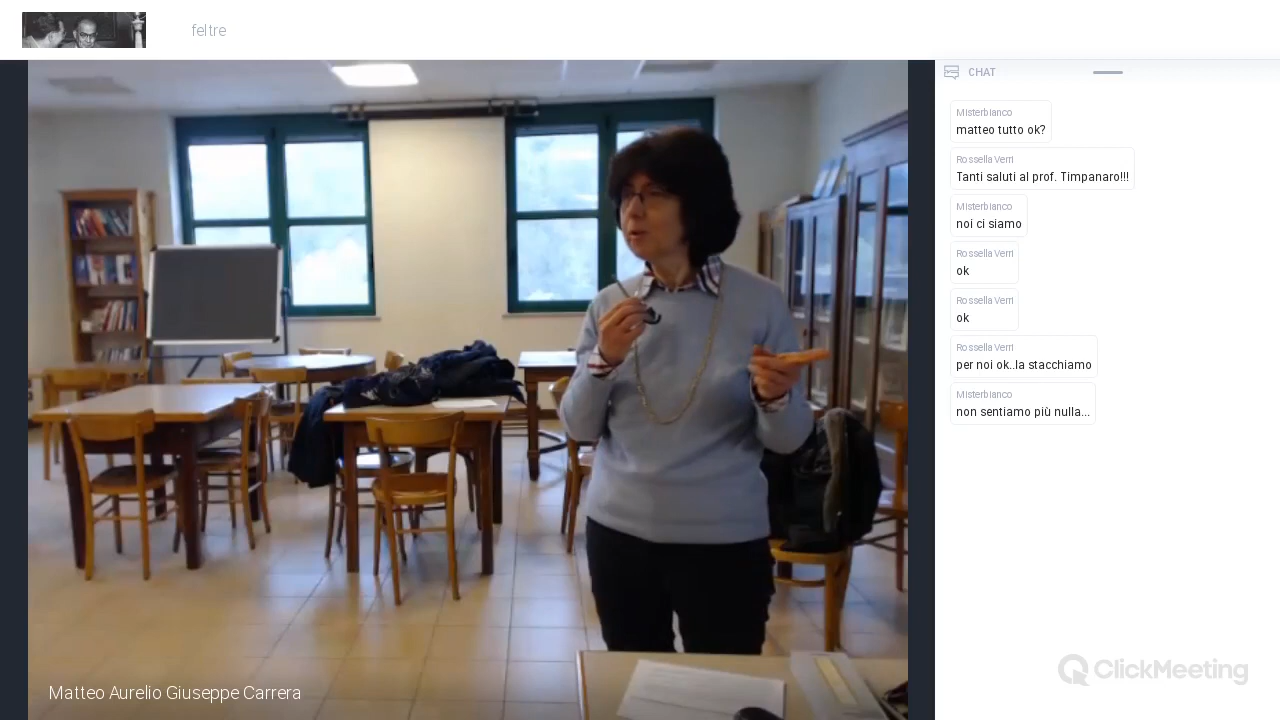 feltre
CHAT
Misterbianco
matteo tutto ok?
Rossella Verri
Tanti saluti al prof. Timpanaro!!!
Misterbianco
noi ci siamo
Rossella Verri
ok
Rossella Verri
ok
Rossella Verri
per noi ok..la stacchiamo
Misterbianco
non sentiamo più nulla...
Matteo Aurelio Giuseppe Carrera
ClickMeeting